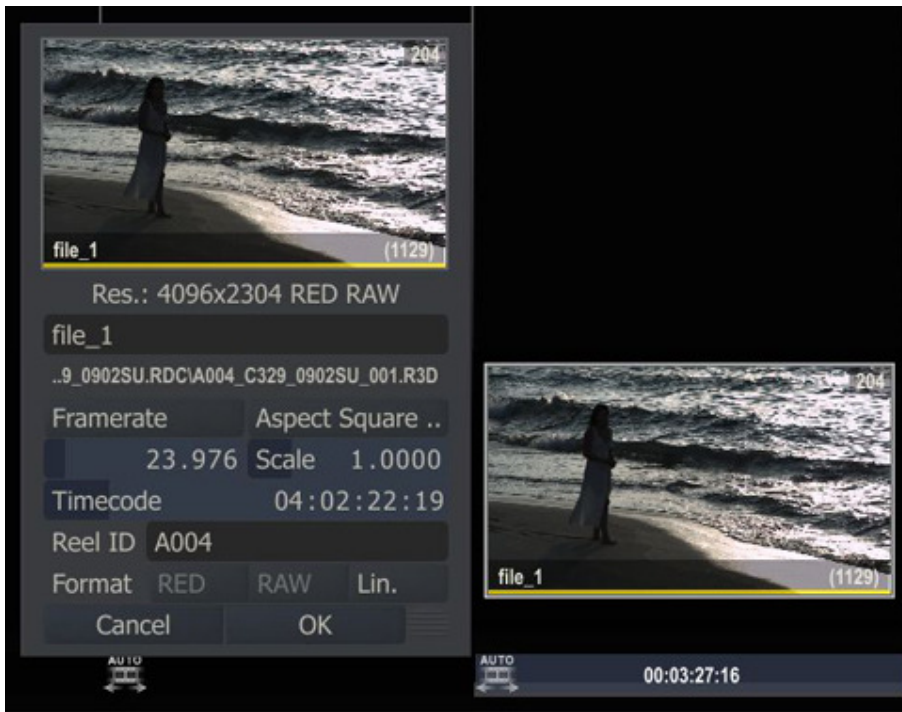 204
file_1 (1129)
Res.: 4096x2304 RED RAW
file_1
..9_0902SU.RDC\A004_C329_0902SU_001.R3D
Framerate Aspect Square ..
23.976 Scale 1.0000
Timecode 04:02:22:19
Reel ID A004
Format RED RAW Lin.
Cancel OK
AUTO
204
file_1 (1129)
AUTO
00:03:27:16